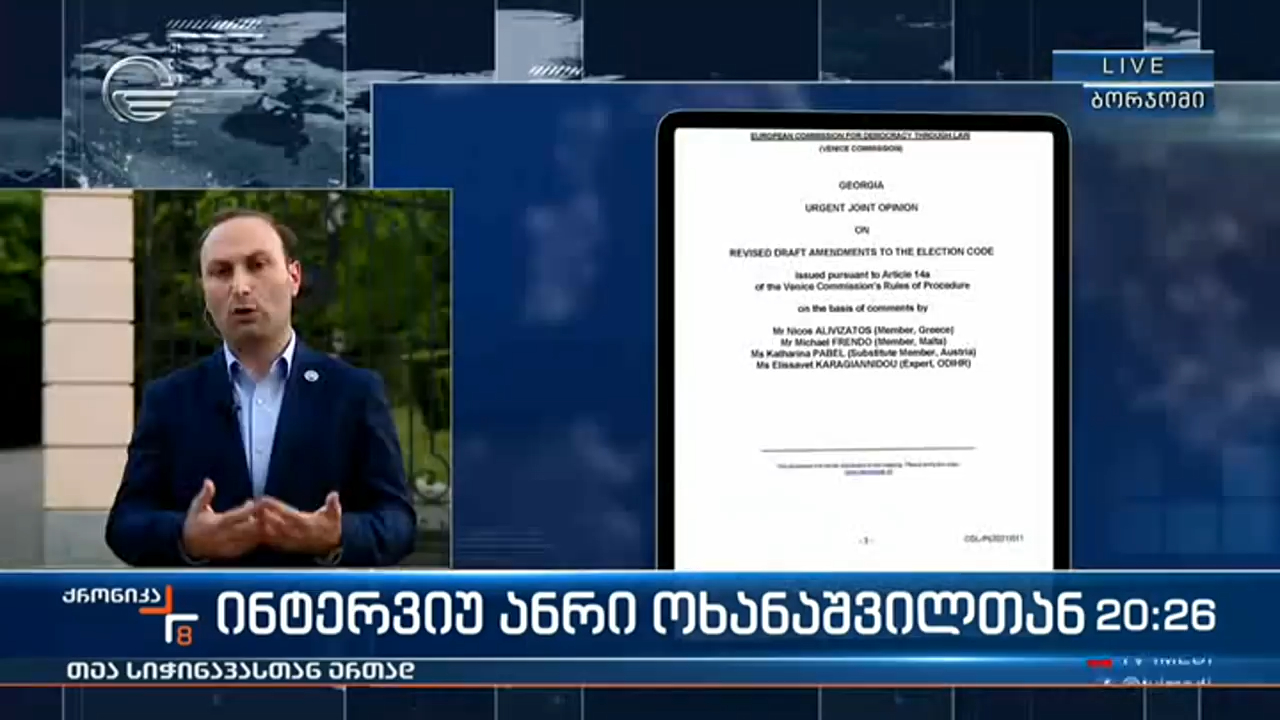 LIVE
ბორჯომი
EUROPEAN COMMISSION FOR DEMOCRACY THROUGH LAW
(VENICE COMMISSION)
GEORGIA
URGENT JOINT OPINION
ON
REVISED DRAFT AMENDMENTS TO THE ELECTION CODE
Issued pursuant to Article 14a
of the Venice Commission's Rules of Procedure
on the basis of comments by
Mr Nicos ALIVIZATOS (Member, Greece)
Mr Michael FRENDO (Member, Malta)
Ms Katharina PABEL (Substitute Member, Austria)
Ms Elissavet KARAGIANNIDOU (Expert, ODIHR)
ქრონიკა
8
ინტერვიუ ანრი ოხანაშვილთან
20:26
თეა სიჭინავასთან ერთად